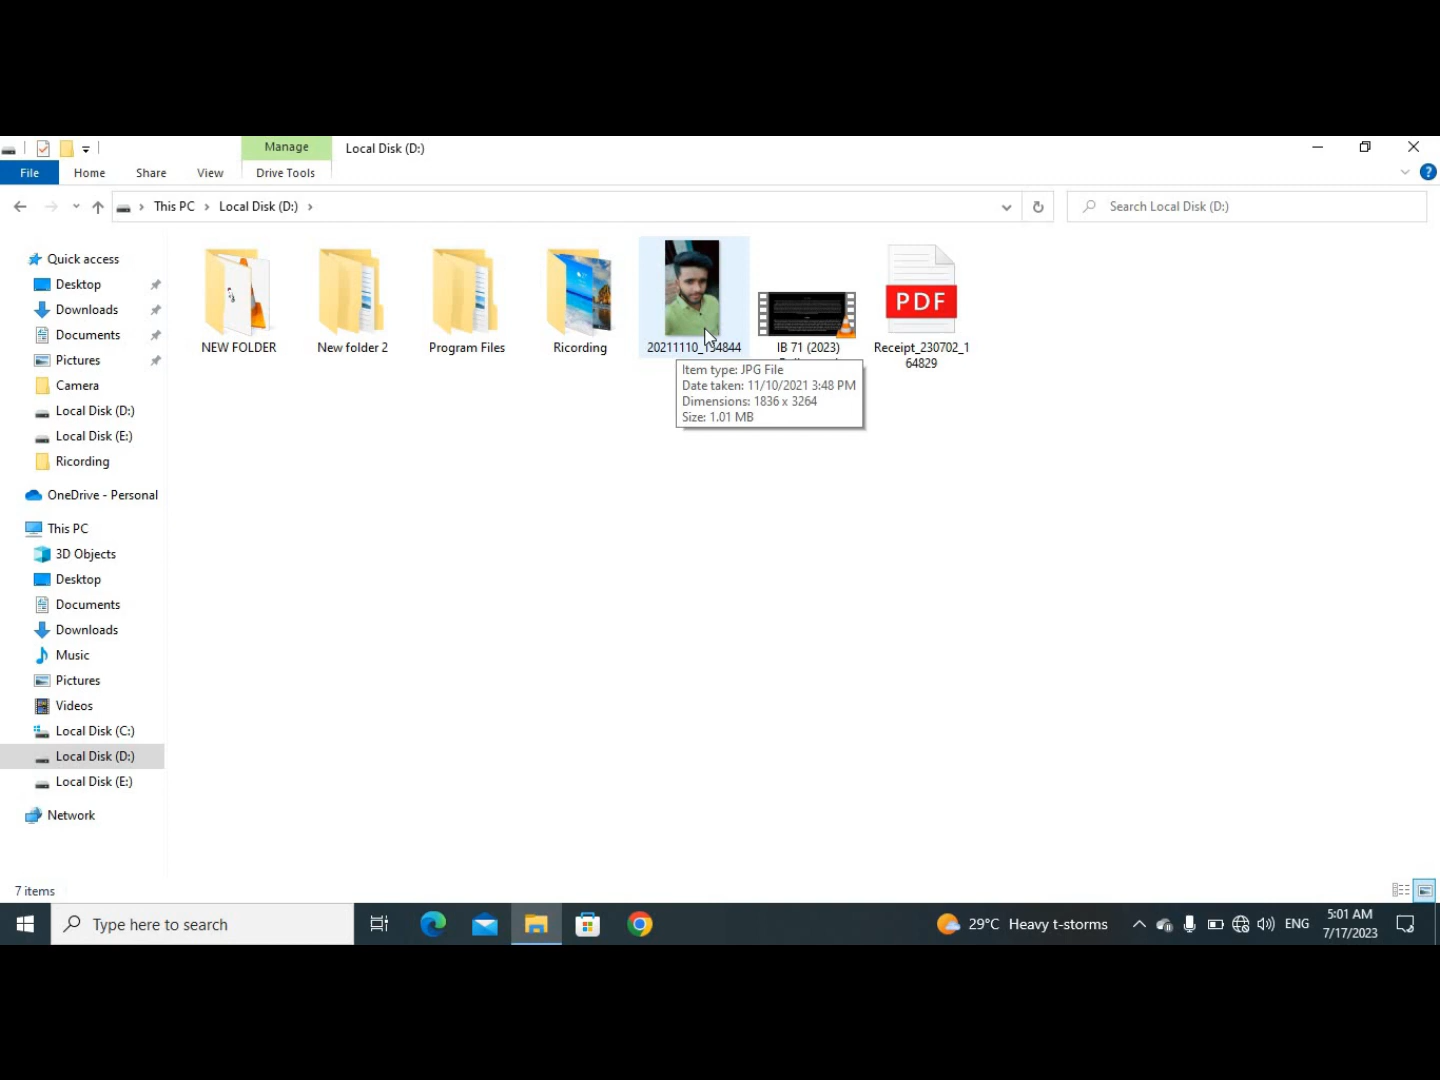 Manage
Local Disk (D:)
File
Home
Share
View
Drive Tools
This PC
Local Disk (D:)
Search Local Disk (D:)
Quick access
Desktop
Downloads
Documents
Pictures
Camera
Local Disk (D:)
Local Disk (E:)
Ricording
OneDrive - Personal
This PC
3D Objects
Desktop
Documents
Downloads
Music
Pictures
Videos
Local Disk (C:)
Local Disk (D:)
Local Disk (E:)
Network
NEW FOLDER
New folder 2
Program Files
Ricording
20211110_154844
IB 71 (2023)
PDF
Receipt_230702_1
64829
Item type: JPG File
Date taken: 11/10/2021 3:48 PM
Dimensions: 1836 x 3264
Size: 1.01 MB
7 items
Type here to search
29°C Heavy t-storms
ENG
5:01 AM
7/17/2023